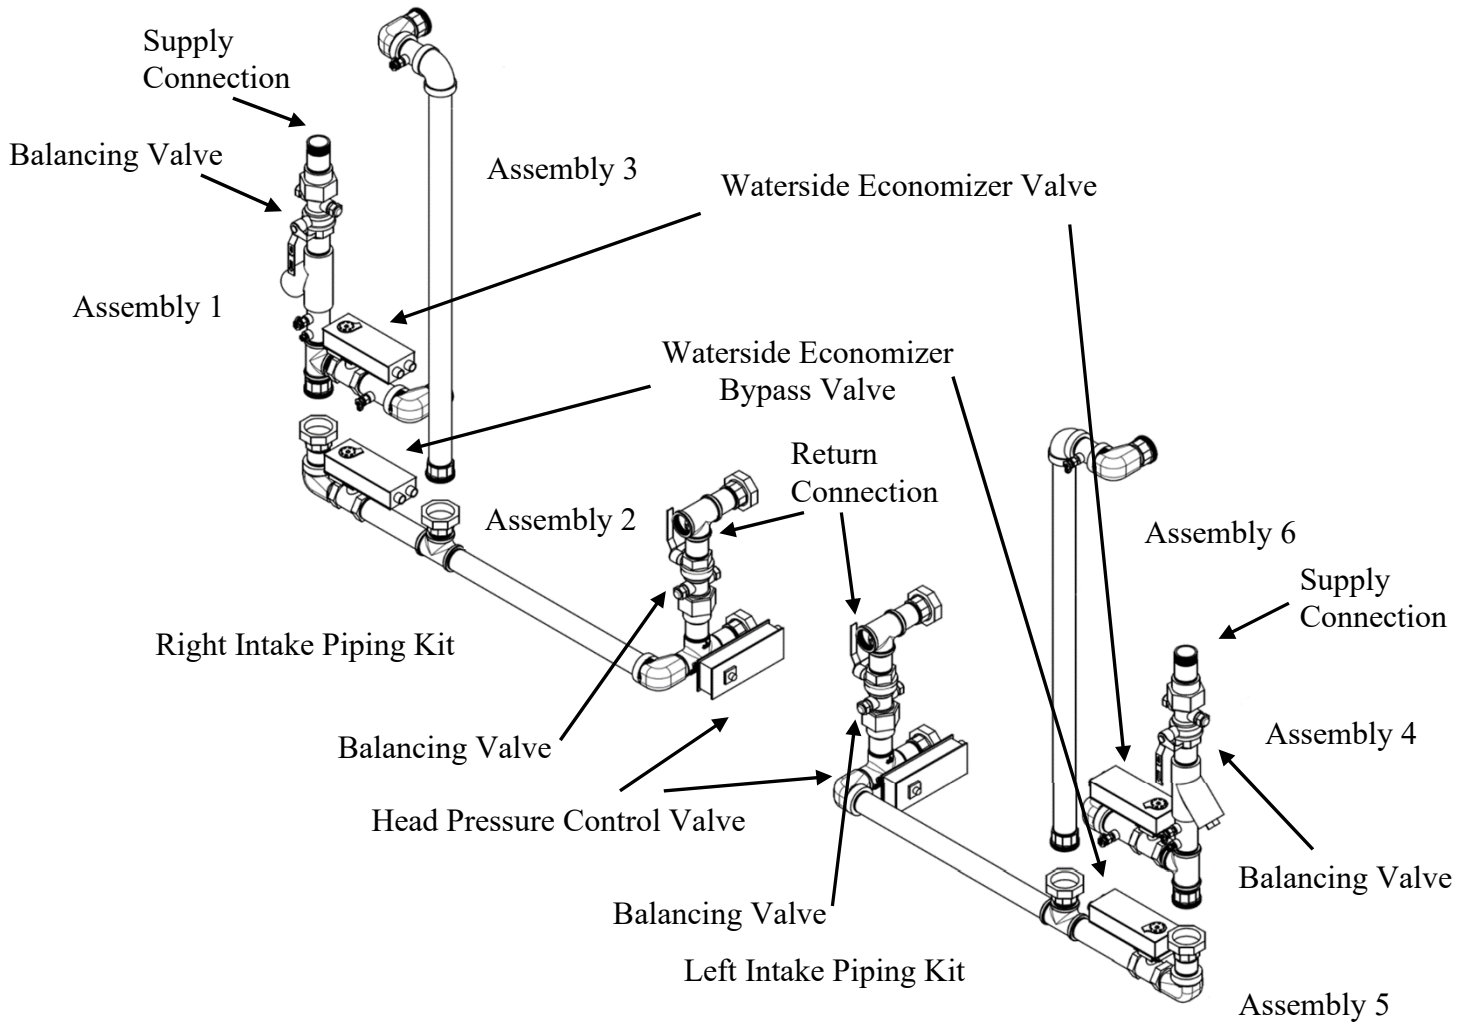 Supply
Connection
Balancing Valve
Assembly 3
Waterside Economizer Valve
Assembly 1
Waterside Economizer
Bypass Valve
Return
Connection
Assembly 2
Assembly 6
Supply
Connection
Right Intake Piping Kit
Balancing Valve
Assembly 4
Head Pressure Control Valve
Balancing Valve
Balancing Valve
Left Intake Piping Kit
Assembly 5